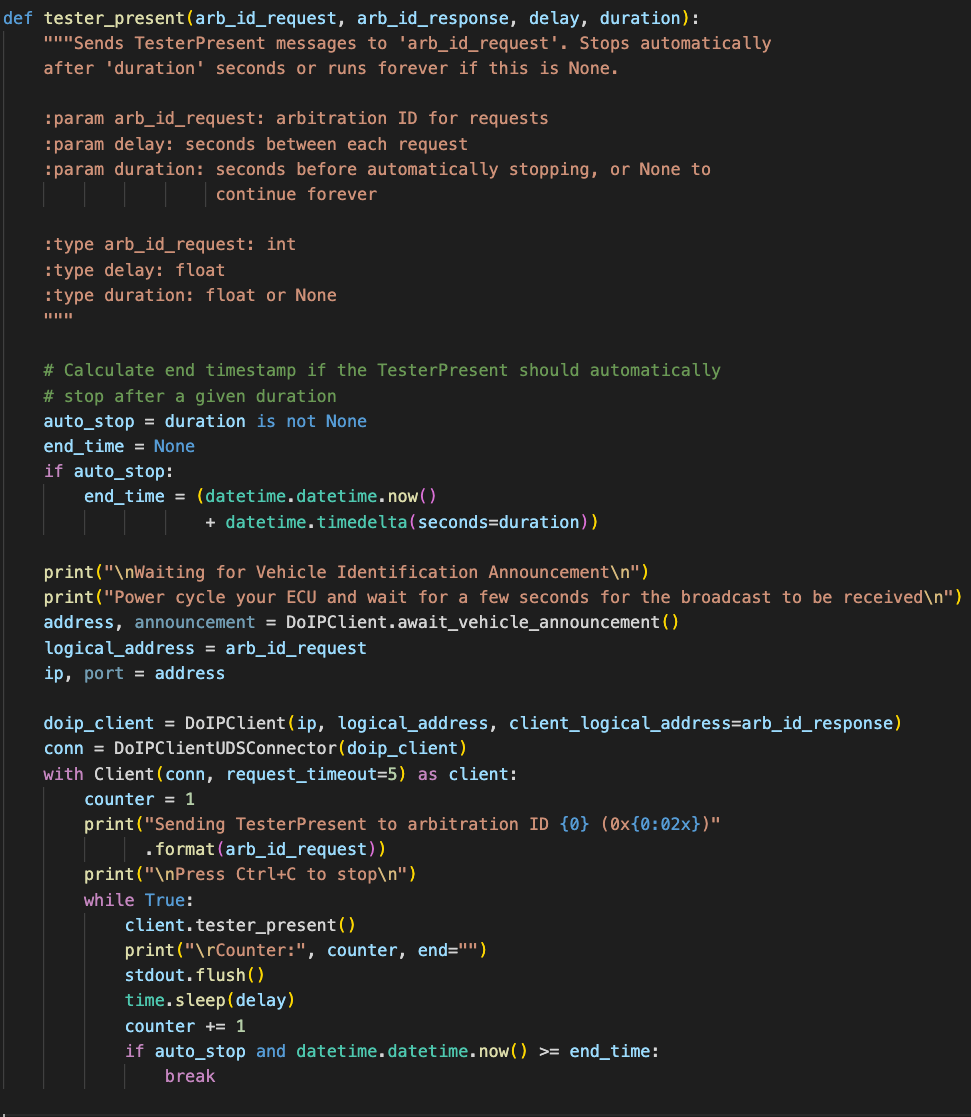 def tester_present(arb_id_request, arb_id_response, delay, duration):
    """Sends TesterPresent messages to 'arb_id_request'. Stops automatically
    after 'duration' seconds or runs forever if this is None.

    :param arb_id_request: arbitration ID for requests
    :param delay: seconds between each request
    :param duration: seconds before automatically stopping, or None to
                     continue forever

    :type arb_id_request: int
    :type delay: float
    :type duration: float or None
    """

    # Calculate end timestamp if the TesterPresent should automatically
    # stop after a given duration
    auto_stop = duration is not None
    end_time = None
    if auto_stop:
        end_time = (datetime.datetime.now()
                    + datetime.timedelta(seconds=duration))

    print("\nWaiting for Vehicle Identification Announcement\n")
    print("Power cycle your ECU and wait for a few seconds for the broadcast to be received\n")
    address, announcement = DoIPClient.await_vehicle_announcement()
    logical_address = arb_id_request
    ip, port = address

    doip_client = DoIPClient(ip, logical_address, client_logical_address=arb_id_response)
    conn = DoIPClientUDSConnector(doip_client)
    with Client(conn, request_timeout=5) as client:
        counter = 1
        print("Sending TesterPresent to arbitration ID {0} (0x{0:02x})"
              .format(arb_id_request))
        print("\nPress Ctrl+C to stop\n")
        while True:
            client.tester_present()
            print("\rCounter:", counter, end="")
            stdout.flush()
            time.sleep(delay)
            counter += 1
            if auto_stop and datetime.datetime.now() >= end_time:
                break